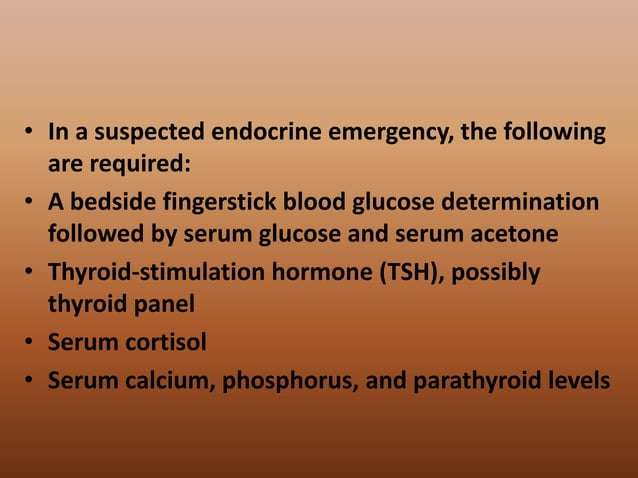 • In a suspected endocrine emergency, the following
are required:
• A bedside fingerstick blood glucose determination
followed by serum glucose and serum acetone
• Thyroid-stimulation hormone (TSH), possibly
thyroid panel
• Serum cortisol
• Serum calcium, phosphorus, and parathyroid levels